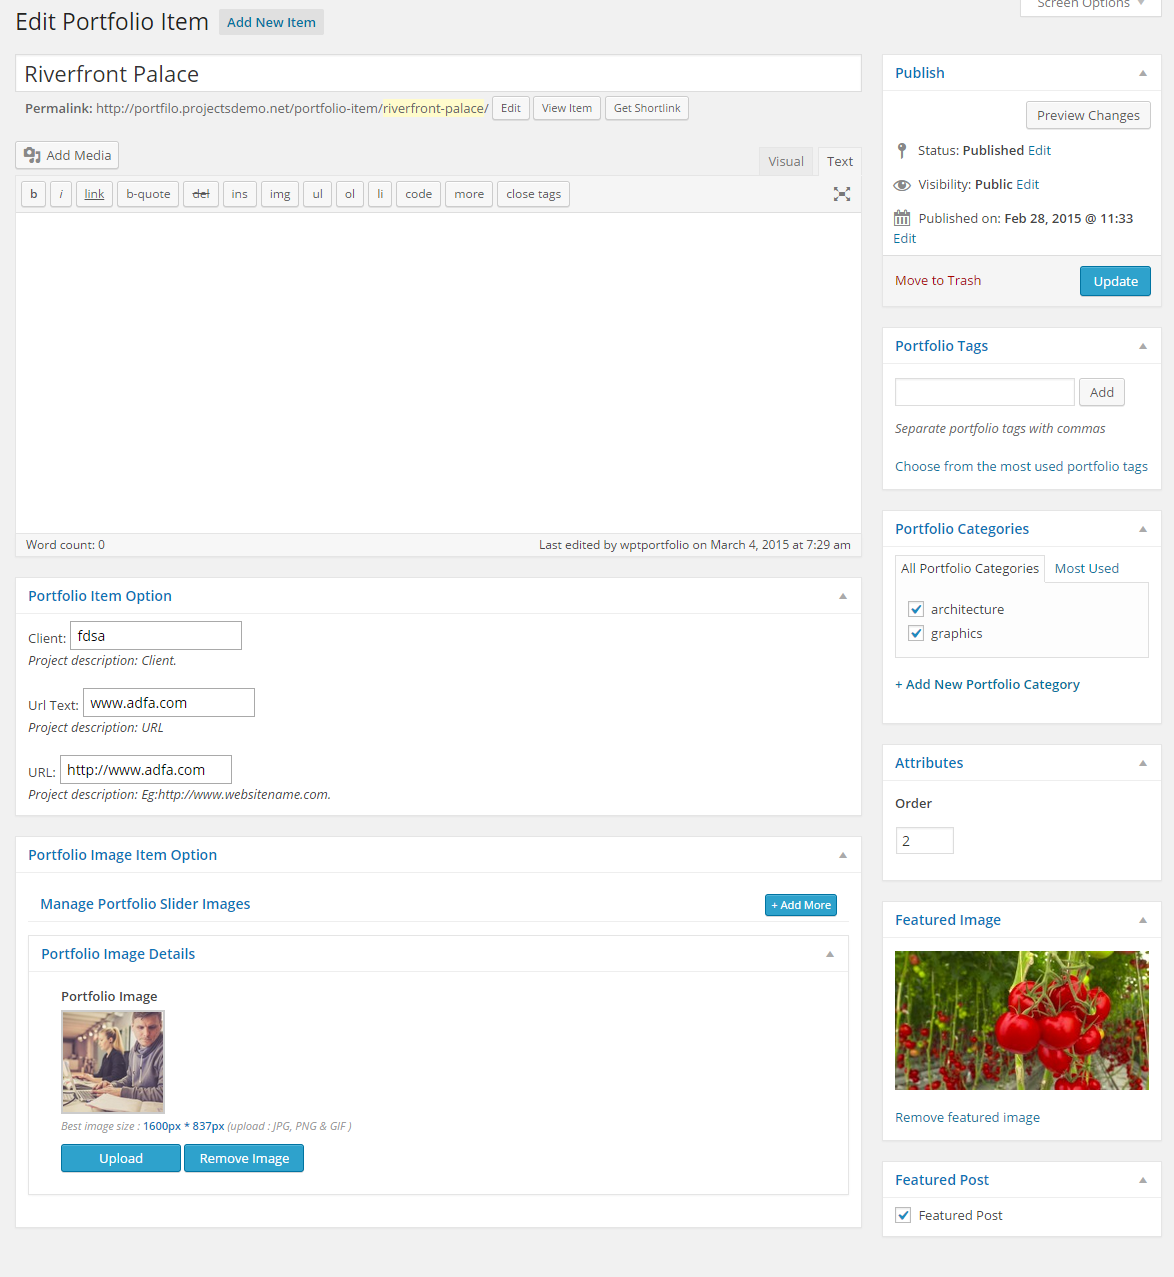 Edit Portfolio Item Add New Item
Screen Options
Riverfront Palace
Permalink: http://portfilo.projectsdemo.net/portfolio-item/riverfront-palace/ Edit View Item Get Shortlink
Add Media
Visual Text
b i link b-quote del ins img ul ol li code more close tags
Word count: 0 Last edited by wptportfolio on March 4, 2015 at 7:29 am
Portfolio Item Option
Client: fdsa
Project description: Client.
Url Text: www.adfa.com
Project description: URL
URL: http://www.adfa.com
Project description: Eg:http://www.websitename.com.
Portfolio Image Item Option
Manage Portfolio Slider Images + Add More
Portfolio Image Details
Portfolio Image
Best image size : 1600px * 837px (upload : JPG, PNG & GIF )
Upload Remove Image
Publish
Preview Changes
Status: Published Edit
Visibility: Public Edit
Published on: Feb 28, 2015 @ 11:33
Edit
Move to Trash Update
Portfolio Tags
Add
Separate portfolio tags with commas
Choose from the most used portfolio tags
Portfolio Categories
All Portfolio Categories Most Used
architecture
graphics
+ Add New Portfolio Category
Attributes
Order
2
Featured Image
Remove featured image
Featured Post
Featured Post